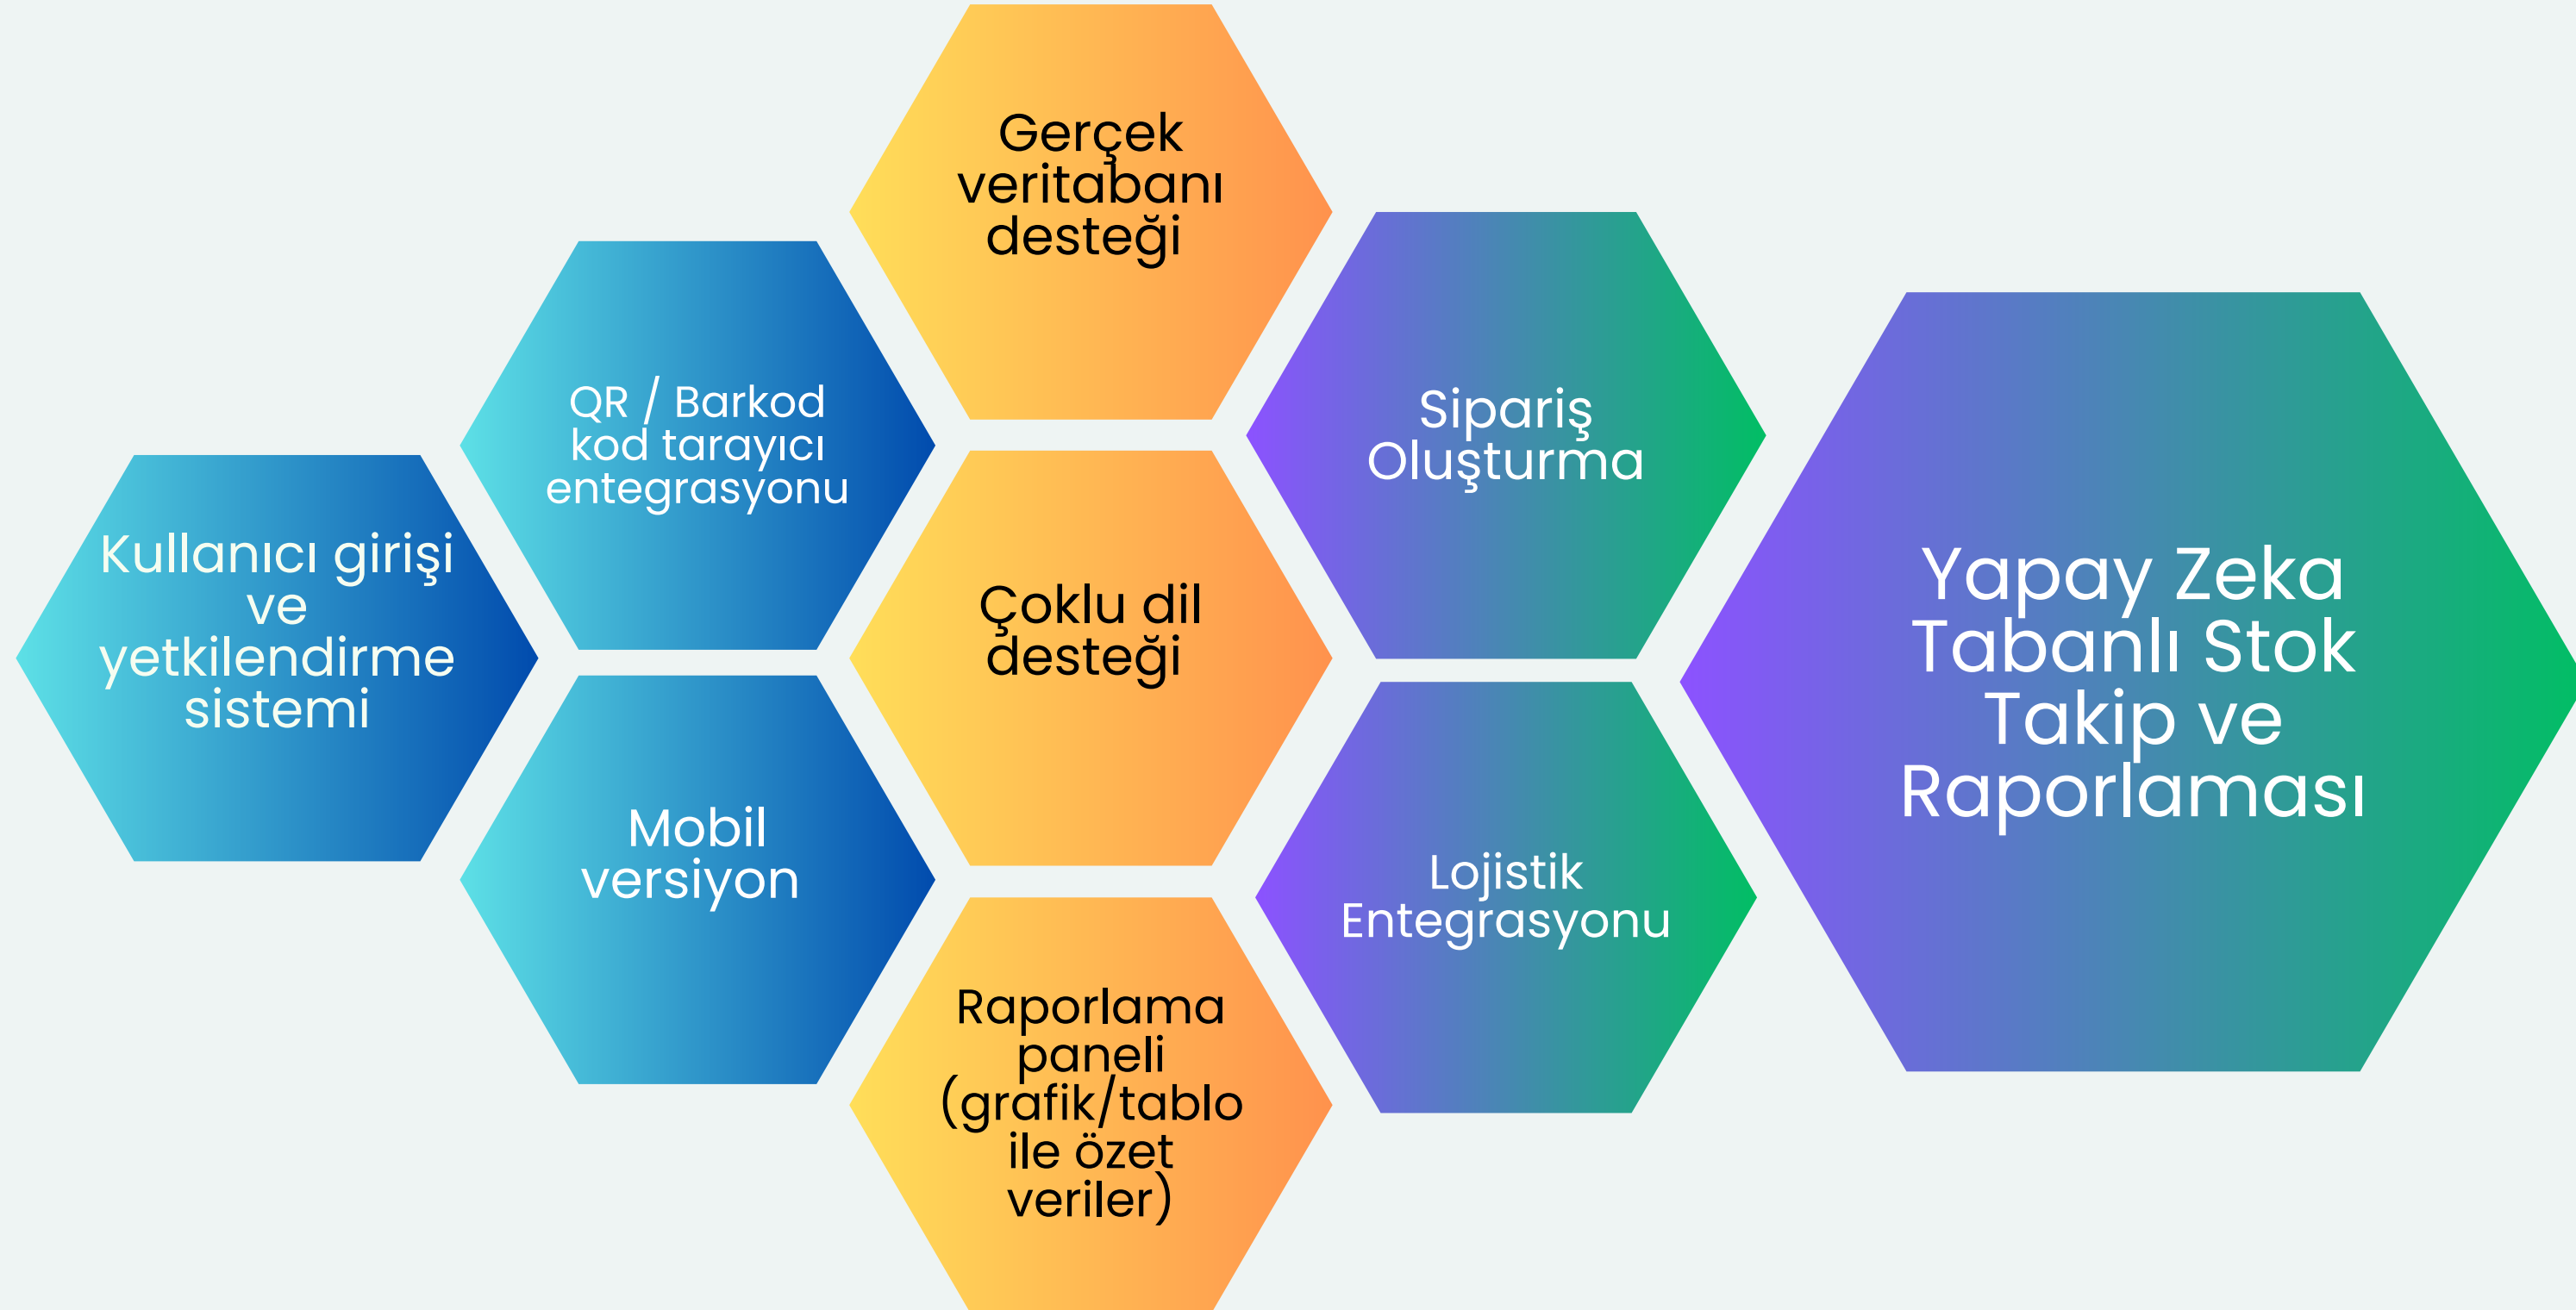 Kullanıcı girişi
ve
yetkilendirme
sistemi
QR / Barkod
kod tarayıcı
entegrasyonu
Mobil
versiyon
Gerçek
veritabanı
desteği
Çoklu dil
desteği
Raporlama
paneli
(grafik/tablo
ile özet
veriler)
Sipariş
Oluşturma
Lojistik
Entegrasyonu
Yapay Zeka
Tabanlı Stok
Takip ve
Raporlaması